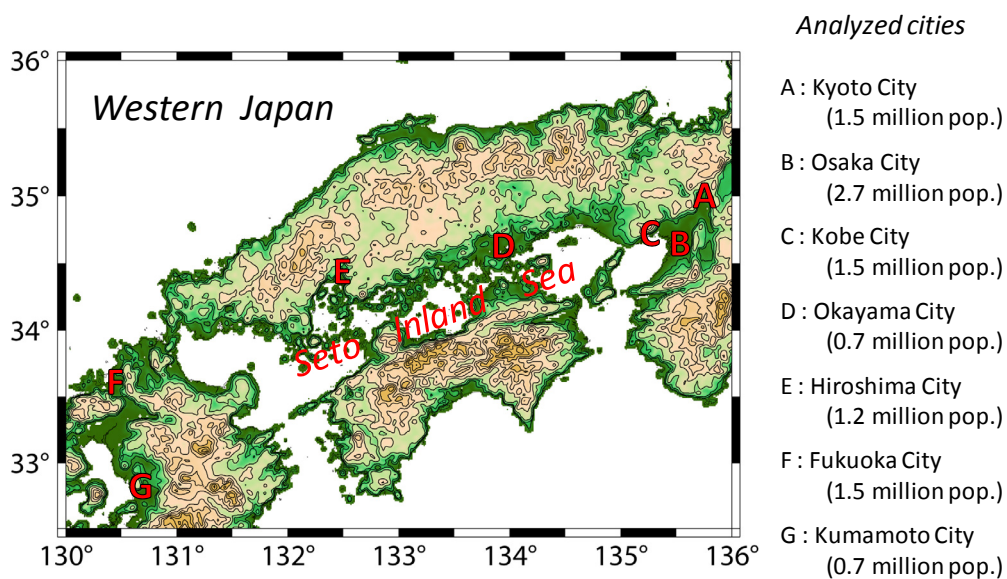 Analyzed cities
36°
35°
34°
33°
130°
131°
132°
133°
134°
135°
136°
Western Japan
A
B
C
D
E
F
G
Seto Inland Sea
A : Kyoto City
(1.5 million pop.)
B : Osaka City
(2.7 million pop.)
C : Kobe City
(1.5 million pop.)
D : Okayama City
(0.7 million pop.)
E : Hiroshima City
(1.2 million pop.)
F : Fukuoka City
(1.5 million pop.)
G : Kumamoto City
(0.7 million pop.)